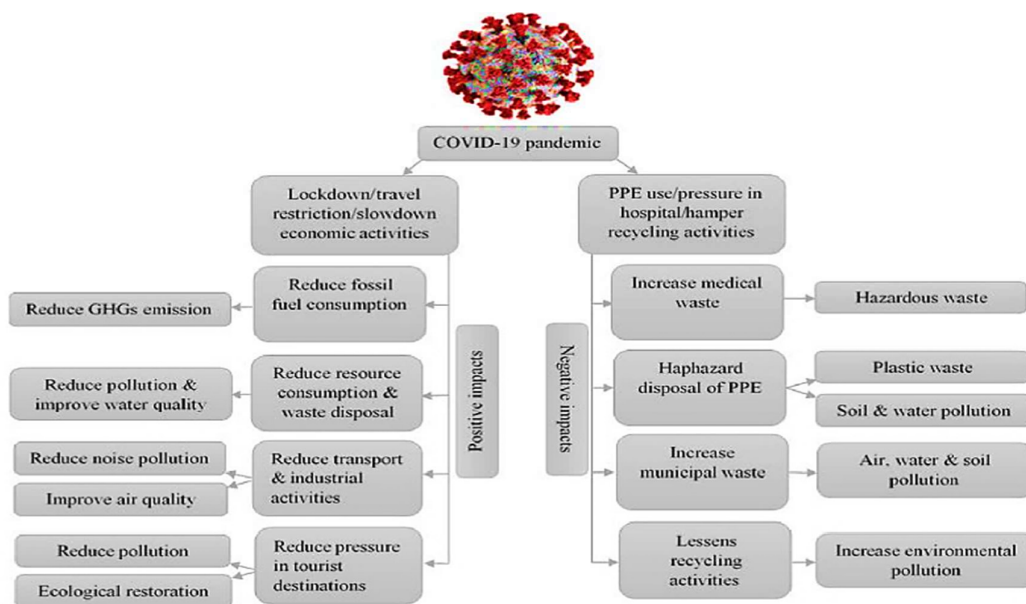 COVID-19 pandemic
Lockdown/travel
restriction/slowdown
economic activities
PPE use/pressure in
hospital/hamper
recycling activities
Reduce fossil
fuel consumption
Reduce GHGs emission
Reduce resource
consumption &
waste disposal
Reduce pollution &
improve water quality
Reduce transport
& industrial
activities
Reduce noise pollution
Improve air quality
Reduce pressure
in tourist
destinations
Reduce pollution
Ecological restoration
Positive impacts
Negative impacts
Increase medical
waste
Hazardous waste
Haphazard
disposal of PPE
Plastic waste
Soil & water pollution
Increase
municipal waste
Air, water & soil
pollution
Lessens
recycling
activities
Increase environmental
pollution